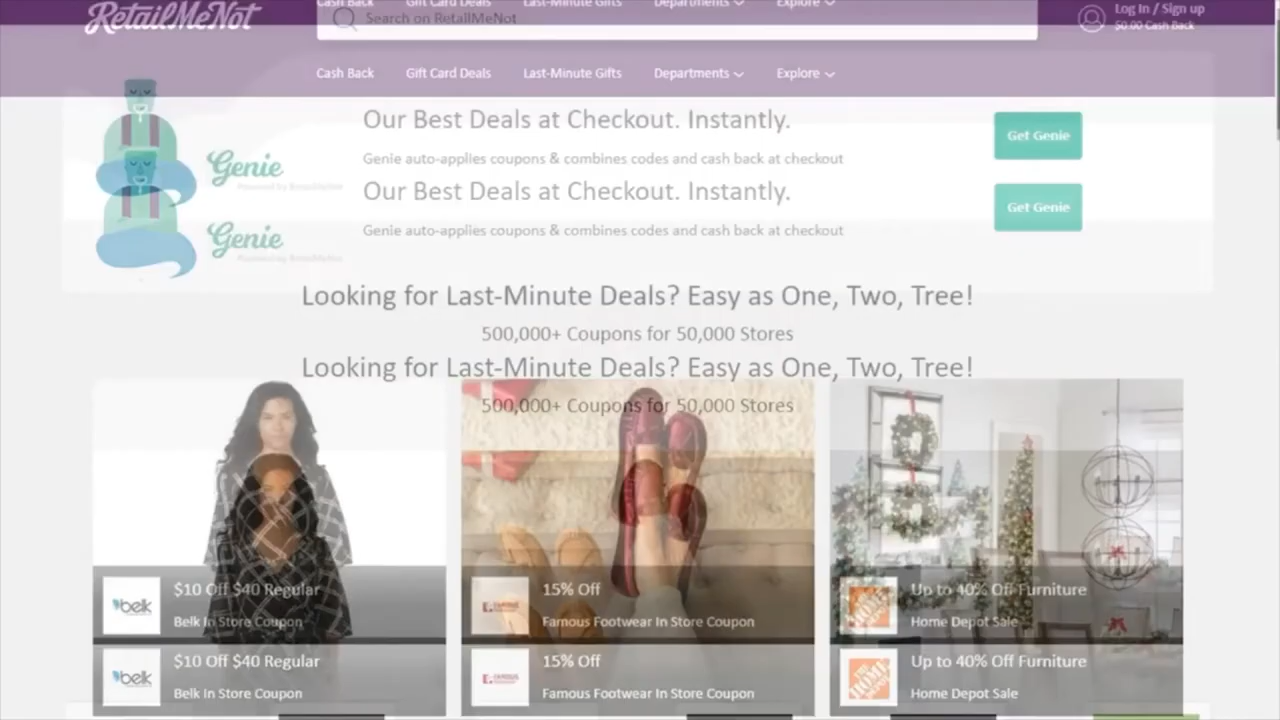 Cash Back Gift Card Deals Last-Minute Gifts Departments Explore
RetailMeNot
Search on RetailMeNot
Log In / Sign up
$0.00 Cash Back
Cash Back Gift Card Deals Last-Minute Gifts Departments Explore
Our Best Deals at Checkout. Instantly.
Get Genie
Genie
Genie auto-applies coupons & combines codes and cash back at checkout
Powered by RetailMeNot
Our Best Deals at Checkout. Instantly.
Get Genie
Genie
Genie auto-applies coupons & combines codes and cash back at checkout
Powered by RetailMeNot
Looking for Last-Minute Deals? Easy as One, Two, Tree!
500,000+ Coupons for 50,000 Stores
Looking for Last-Minute Deals? Easy as One, Two, Tree!
500,000+ Coupons for 50,000 Stores
belk
$10 Off $40 Regular
Belk In Store Coupon
15% Off
Famous Footwear In Store Coupon
Up to 40% Off Furniture
Home Depot Sale
belk
$10 Off $40 Regular
Belk In Store Coupon
15% Off
Famous Footwear In Store Coupon
Up to 40% Off Furniture
Home Depot Sale